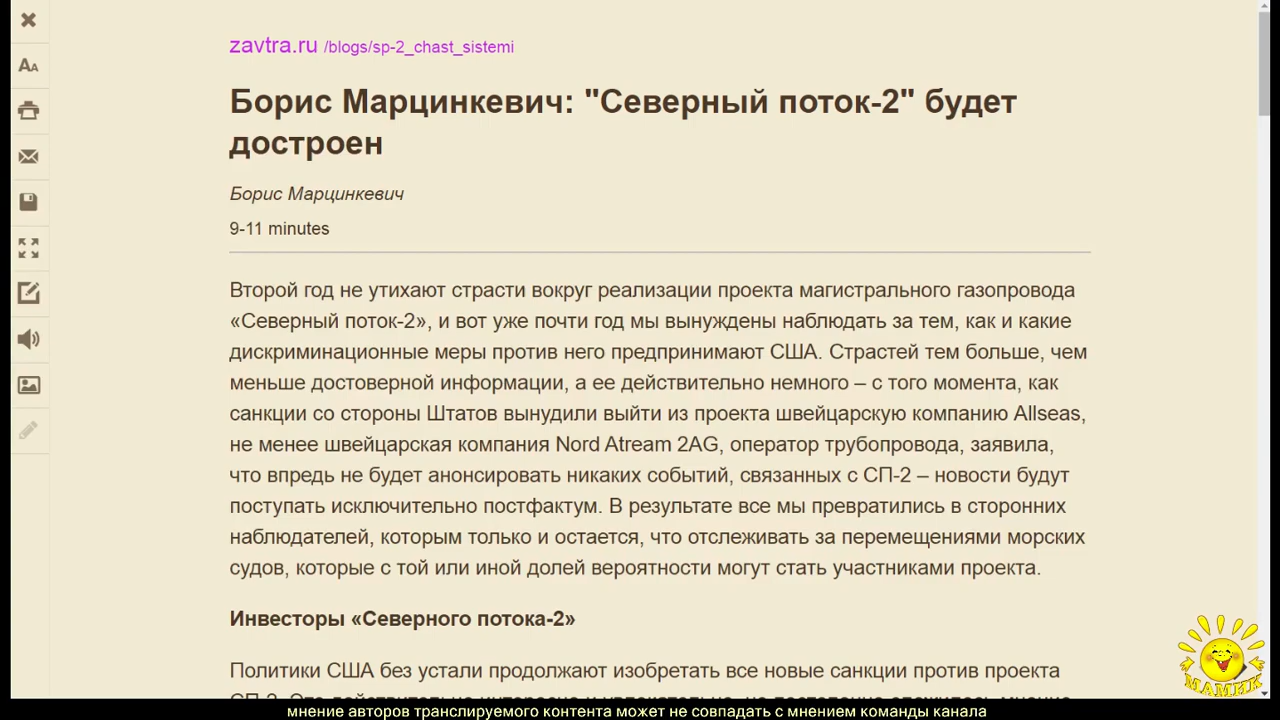 zavtra.ru /blogs/sp-2_chast_sistemi
Борис Марцинкевич: "Северный поток-2" будет
достроен
Борис Марцинкевич
9-11 minutes
Второй год не утихают страсти вокруг реализации проекта магистрального газопровода
«Северный поток-2», и вот уже почти год мы вынуждены наблюдать за тем, как и какие
дискриминационные меры против него предпринимают США. Страстей тем больше, чем
меньше достоверной информации, а ее действительно немного – с того момента, как
санкции со стороны Штатов вынудили выйти из проекта швейцарскую компанию Allseas,
не менее швейцарская компания Nord Atream 2AG, оператор трубопровода, заявила,
что впредь не будет анонсировать никаких событий, связанных с СП-2 – новости будут
поступать исключительно постфактум. В результате все мы превратились в сторонних
наблюдателей, которым только и остается, что отслеживать за перемещениями морских
судов, которые с той или иной долей вероятности могут стать участниками проекта.
Инвесторы «Северного потока-2»
Политики США без устали продолжают изобретать все новые санкции против проекта
МАМИК
мнение авторов транслируемого контента может не совпадать с мнением команды канала